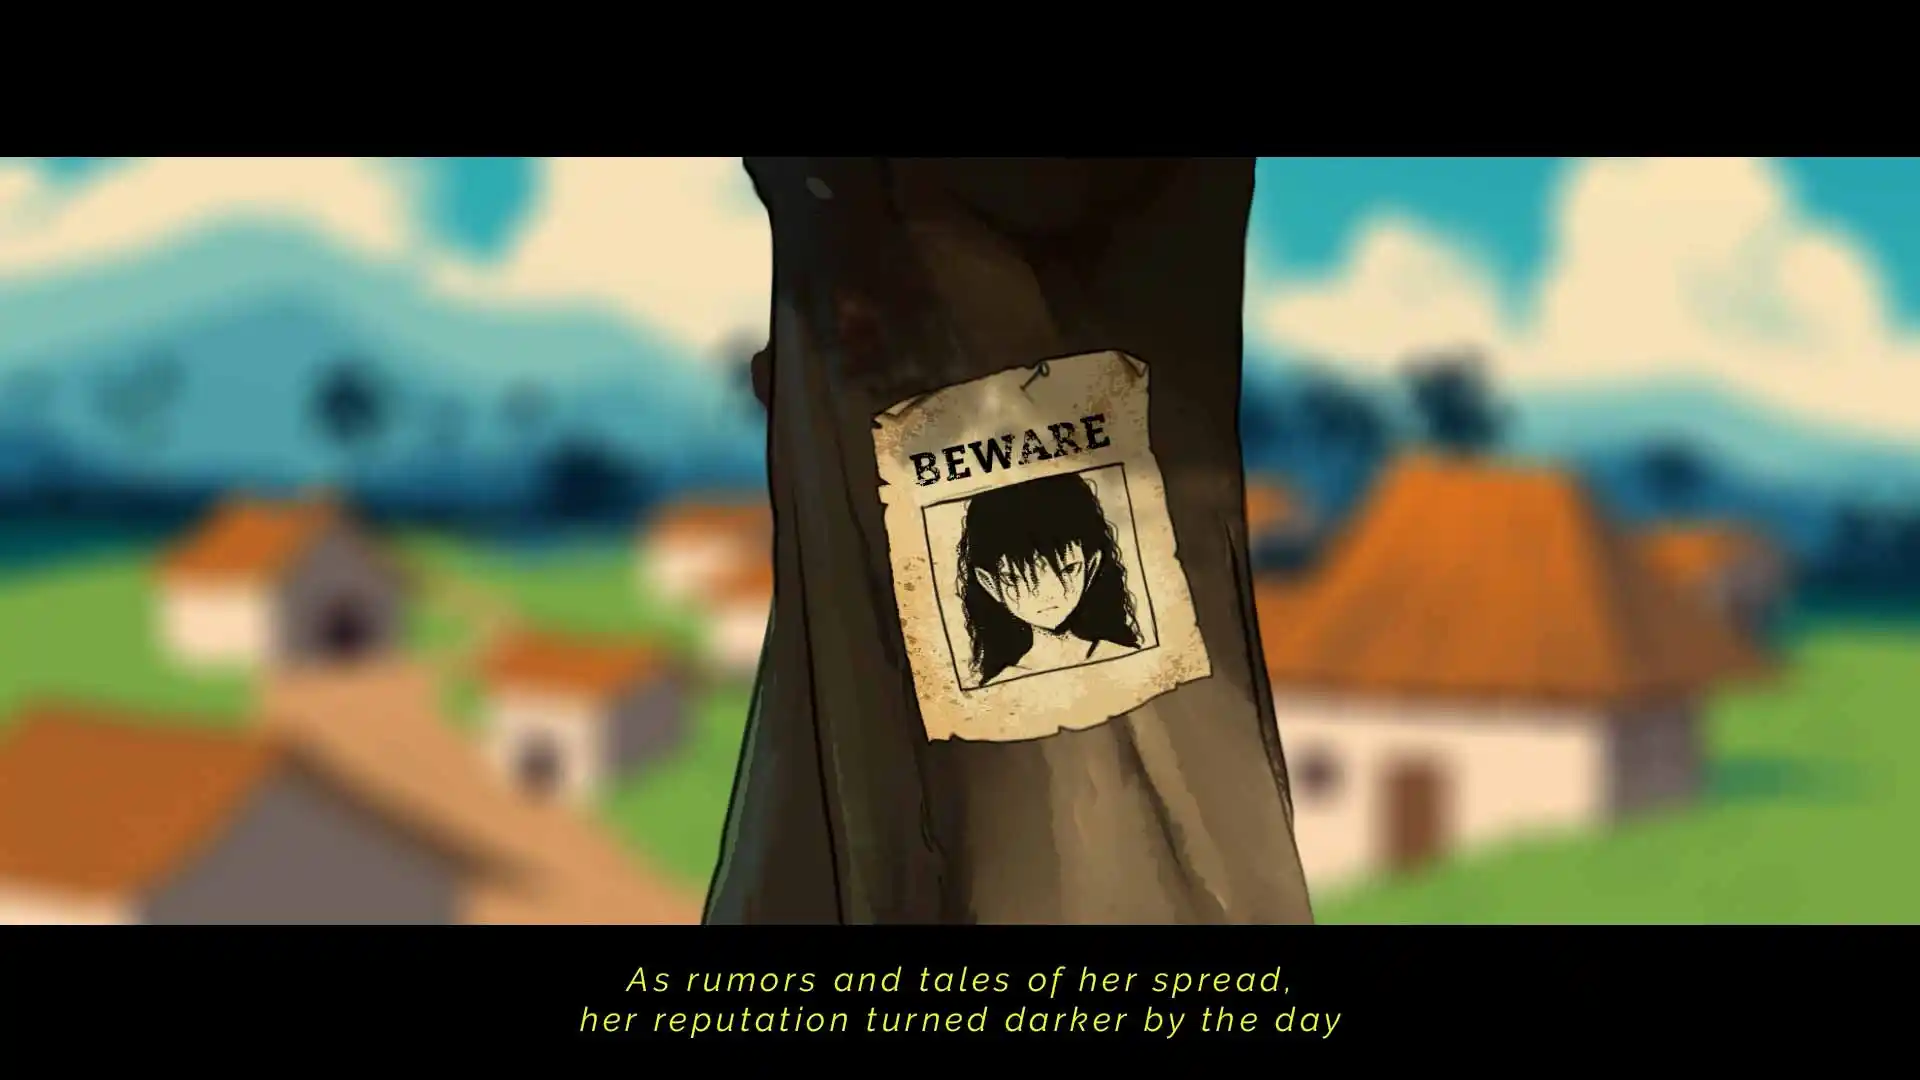 BEWARE
As rumors and tales of her spread,
her reputation turned darker by the day